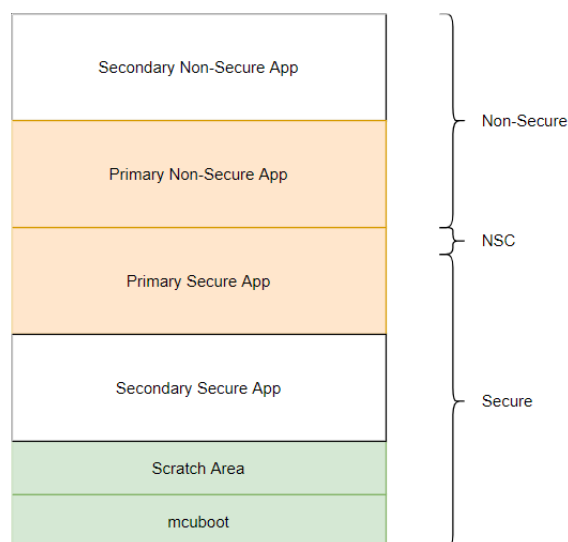 Secondary Non-Secure App
Non-Secure
Primary Non-Secure App
NSC
Primary Secure App
Secondary Secure App
Secure
Scratch Area
mcuboot